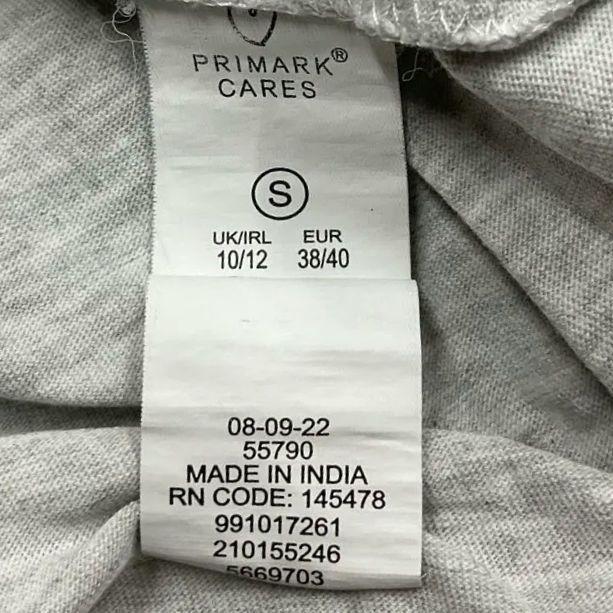 PRIMARK®
CARES
S
UK/IRL EUR
10/12 38/40
08-09-22
55790
MADE IN INDIA
RN CODE: 145478
991017261
210155246
5669703